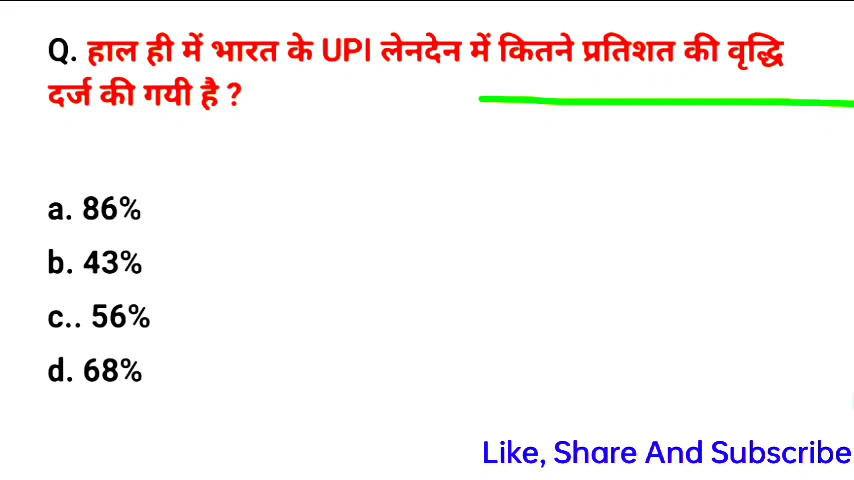 Q. हाल ही में भारत के UPI लेनदेन में कितने प्रतिशत की वृद्धि
दर्ज की गयी है ?
a. 86%
b. 43%
c.. 56%
d. 68%
Like, Share And Subscribe